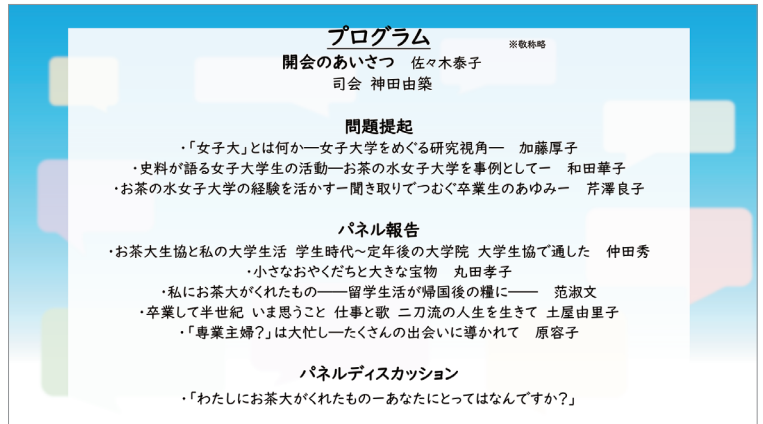 プログラム ※敬称略
開会のあいさつ 佐々木泰子
司会 神田由築
問題提起
・「女子大」とは何か―女子大学をめぐる研究視角― 加藤厚子
・史料が語る女子大学生の活動―お茶の水女子大学を事例としてー 和田華子
・お茶の水女子大学の経験を活かすー聞き取りでつむぐ卒業生のあゆみー 芹澤良子
パネル報告
・お茶大生協と私の大学生活 学生時代～定年後の大学院 大学生協で通した 仲田秀
・小さなおやくだちと大きな宝物 丸田孝子
・私にお茶大がくれたもの――留学生活が帰国後の糧に―― 范淑文
・卒業して半世紀 いま思うこと 仕事と歌 二刀流の人生を生きて 土屋由里子
・「専業主婦？」は大忙し―たくさんの出会いに導かれて 原容子
パネルディスカッション
・「わたしにお茶大がくれたものーあなたにとってはなんですか？」